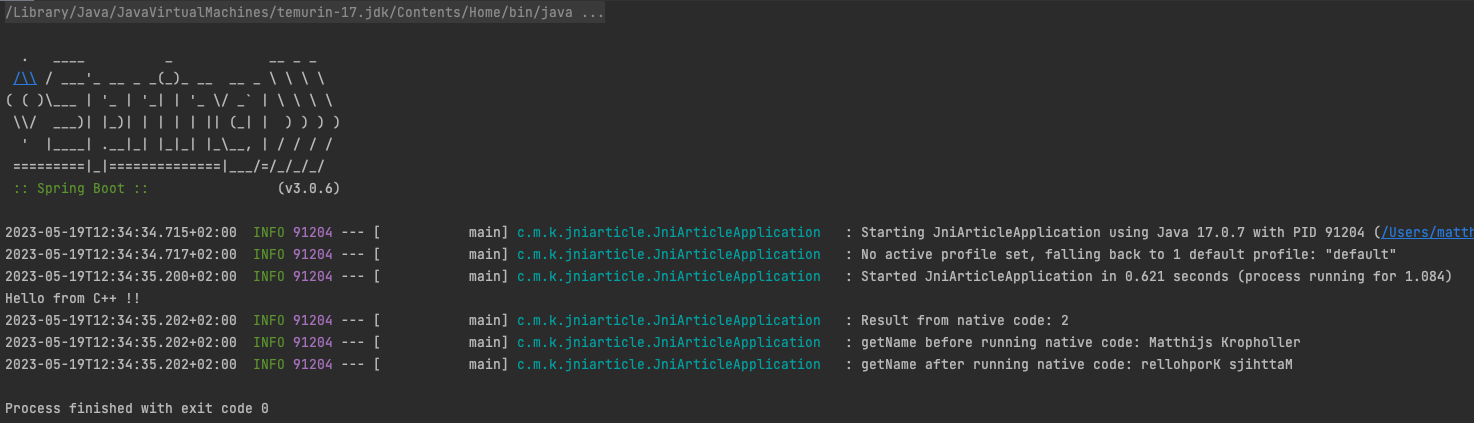 /Library/Java/JavaVirtualMachines/temurin-17.jdk/Contents/Home/bin/java ...

  .   ____          _            __ _ _
 /\\ / ___'_ __ _ _(_)_ __  __ _ \ \ \ \
( ( )\___ | '_ | '_| | '_ \/ _` | \ \ \ \
 \\/  ___)| |_)| | | | | || (_| |  ) ) ) )
  '  |____| .__|_| |_|_| |_\__, | / / / /
 =========|_|==============|___/=/_/_/_/
 :: Spring Boot ::                (v3.0.6)

2023-05-19T12:34:34.715+02:00  INFO 91204 --- [           main] c.m.k.jniarticle.JniArticleApplication   : Starting JniArticleApplication using Java 17.0.7 with PID 91204 (/Users/matth
2023-05-19T12:34:34.717+02:00  INFO 91204 --- [           main] c.m.k.jniarticle.JniArticleApplication   : No active profile set, falling back to 1 default profile: "default"
2023-05-19T12:34:35.200+02:00  INFO 91204 --- [           main] c.m.k.jniarticle.JniArticleApplication   : Started JniArticleApplication in 0.621 seconds (process running for 1.084)
Hello from C++ !!
2023-05-19T12:34:35.202+02:00  INFO 91204 --- [           main] c.m.k.jniarticle.JniArticleApplication   : Result from native code: 2
2023-05-19T12:34:35.202+02:00  INFO 91204 --- [           main] c.m.k.jniarticle.JniArticleApplication   : getName before running native code: Matthijs Kropholler
2023-05-19T12:34:35.202+02:00  INFO 91204 --- [           main] c.m.k.jniarticle.JniArticleApplication   : getName after running native code: rellohporK sjihttaM

Process finished with exit code 0